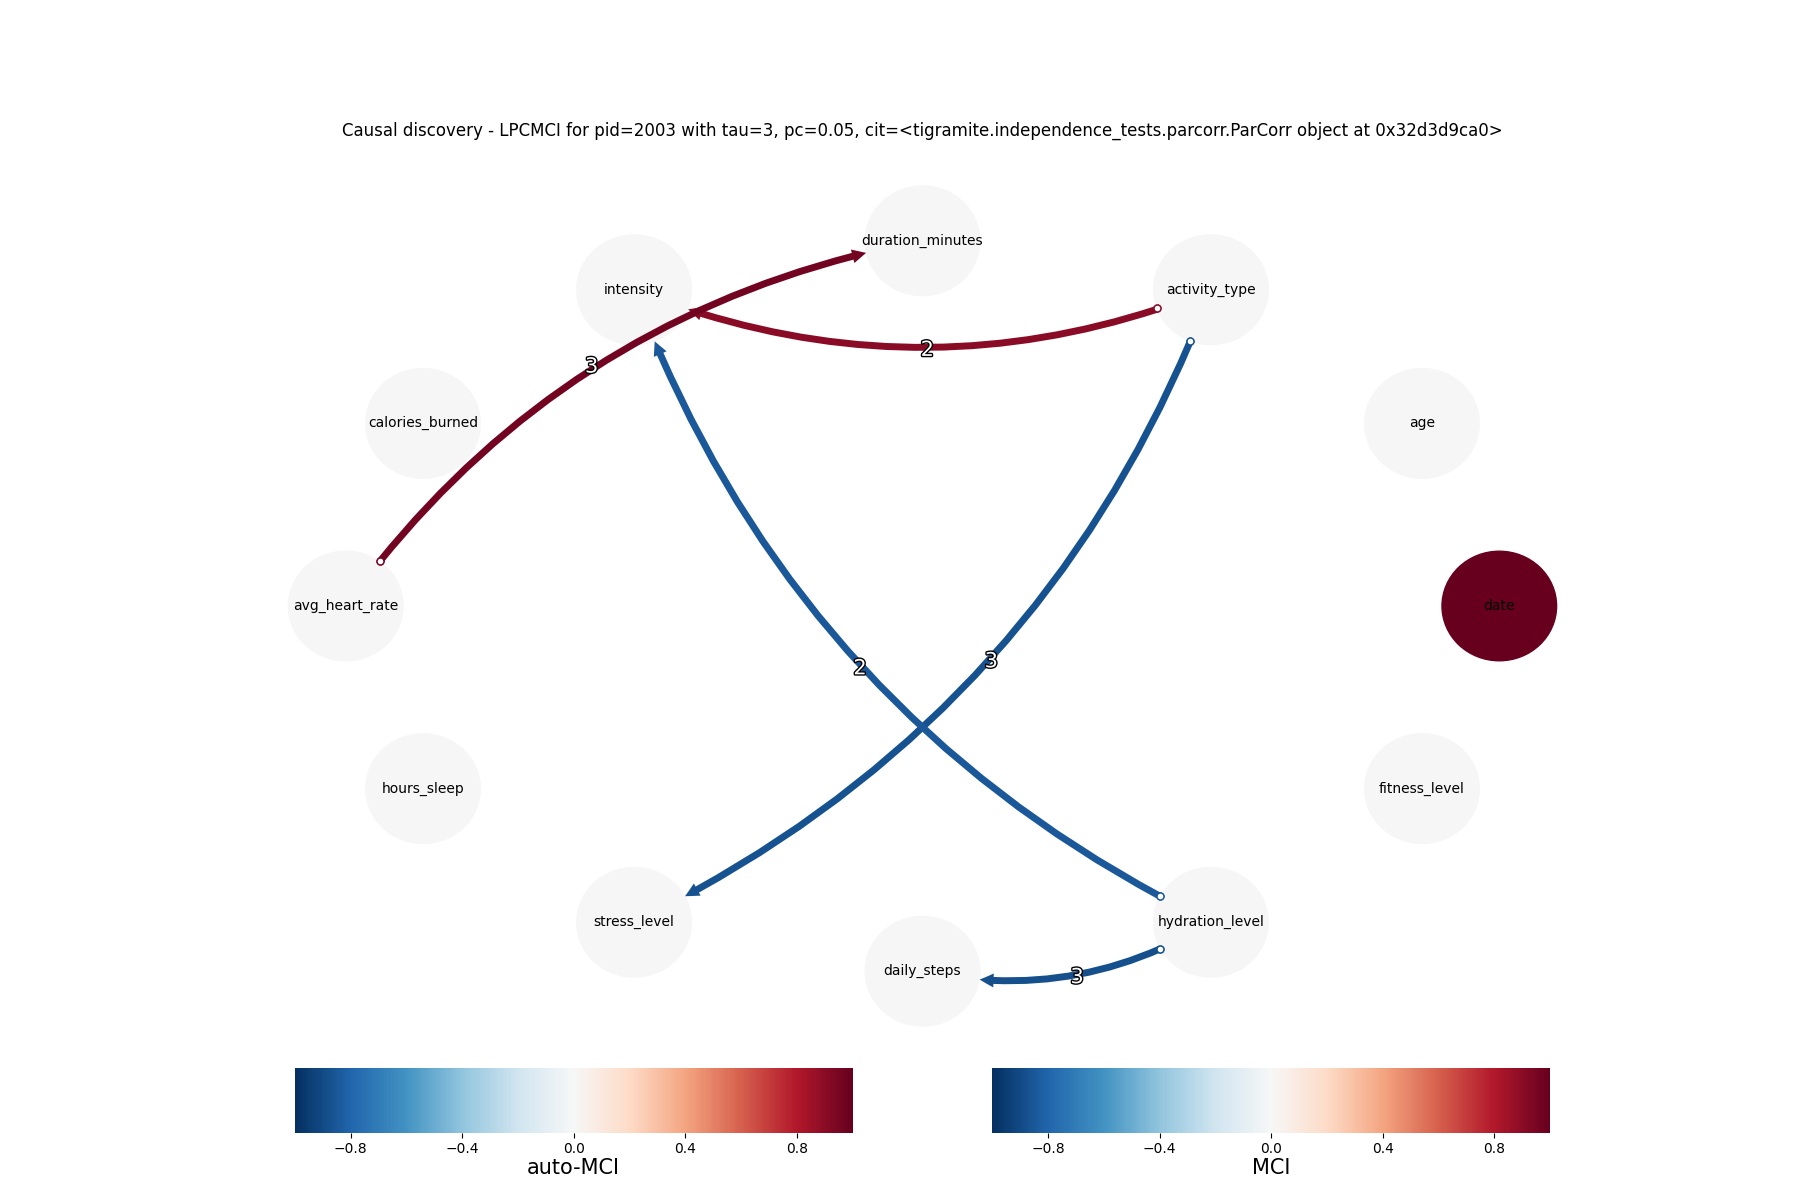 Causal discovery - LPCMCI for pid=2003 with tau=3, pc=0.05, cit=<tigramite.independence_tests.parcorr.ParCorr object at 0x32d3d9ca0>
duration_minutes
intensity
activity_type
2
3
calories_burned
age
avg_heart_rate
date
2
3
hours_sleep
fitness_level
stress_level
hydration_level
daily_steps
3
−0.8 −0.4 0.0 0.4 0.8
auto-MCI
−0.8 −0.4 0.0 0.4 0.8
MCI